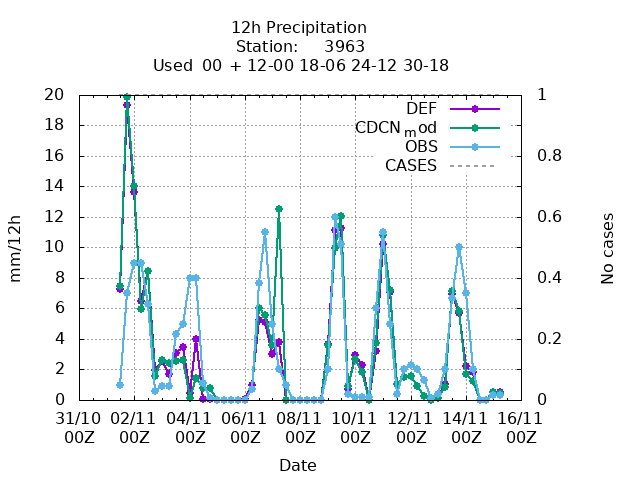 12h Precipitation
Station: 3963
Used 00 + 12-00 18-06 24-12 30-18
20 1
DEF
18
CDCNmod
16 0.8
OBS
CASES
14
12 0.6
10
mm/12h
No cases
8 0.4
6
4 0.2
2
0 0
31/10 02/11 04/11 06/11 08/11 10/11 12/11 14/11 16/11
00Z 00Z 00Z 00Z 00Z 00Z 00Z 00Z 00Z
Date